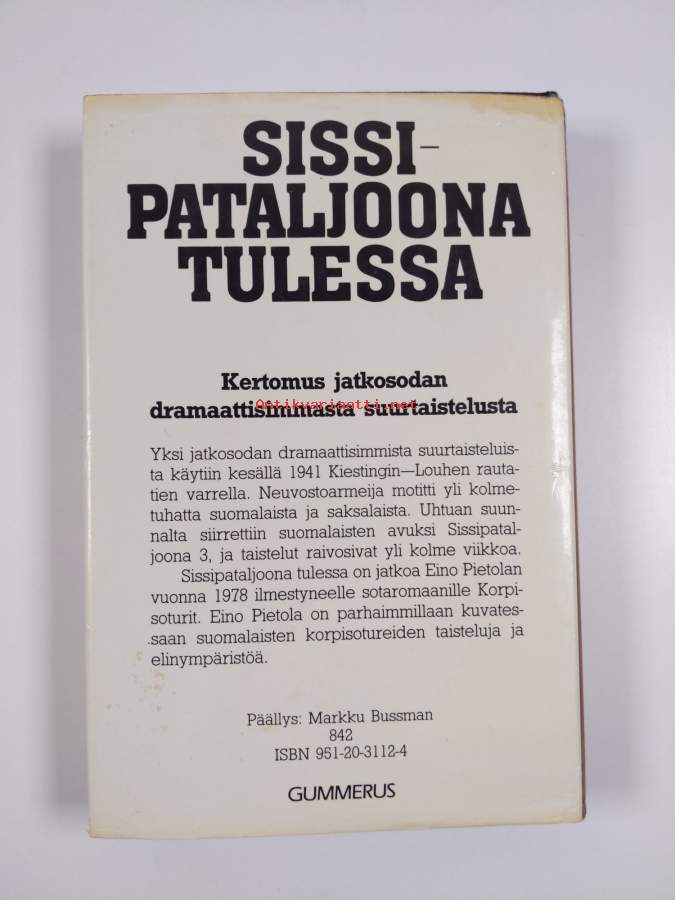 SISSI-
PATALJOONA
TULESSA
Kertomus jatkosodan
dramaattisimmasta suurtaistelusta
Antikvariaatti.net
Yksi jatkosodan dramaattisimmista suurtaisteluis-
ta käytiin kesällä 1941 Kiestingin—Louhen rauta-
tien varrella. Neuvostoarmeija motitti yli kolme-
tuhatta suomalaista ja saksalaista. Uhtuan suun-
nalta siirrettiin suomalaisten avuksi Sissipatal-
joona 3, ja taistelut raivosivat yli kolme viikkoa.
Sissipataljoona tulessa on jatkoa Eino Pietolan
vuonna 1978 ilmestyneelle sotaromaanille Korpi-
soturit. Eino Pietola on parhaimmillaan kuvates-
saan suomalaisten korpisotureiden taisteluja ja
elinympäristöä.
Päällys: Markku Bussman
842
ISBN 951-20-3112-4
GUMMERUS